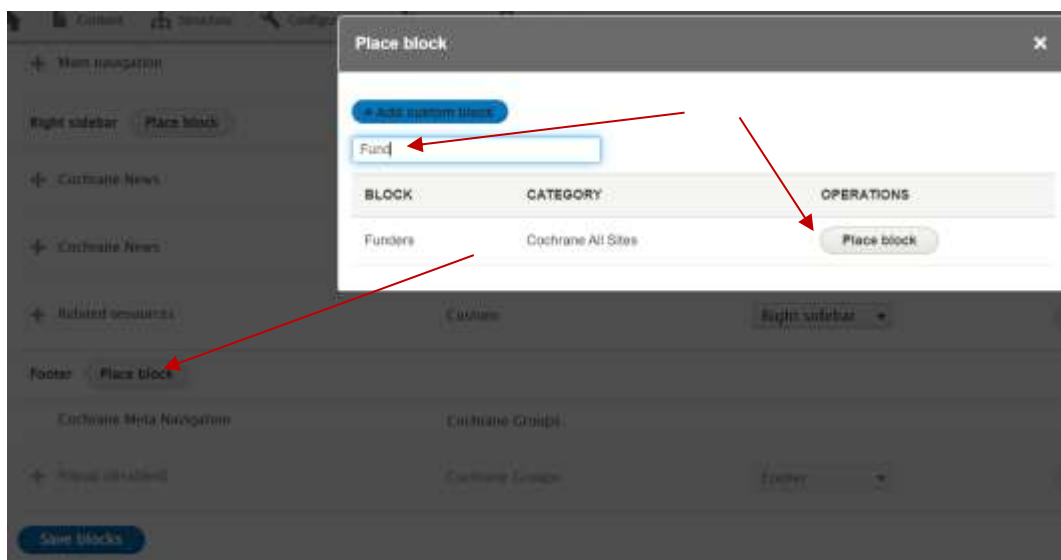 Content Structure
Place block
Main navigation
+ Add custom block
Right sidebar Place block
Fund
Cochrane News
BLOCK CATEGORY OPERATIONS
Funders Cochrane All Sites Place block
Cochrane News
Related resources Custom Right sidebar
Footer Place block
Cochrane Meta Navigation Cochrane Groups
Cochrane Groups Footer
Save blocks